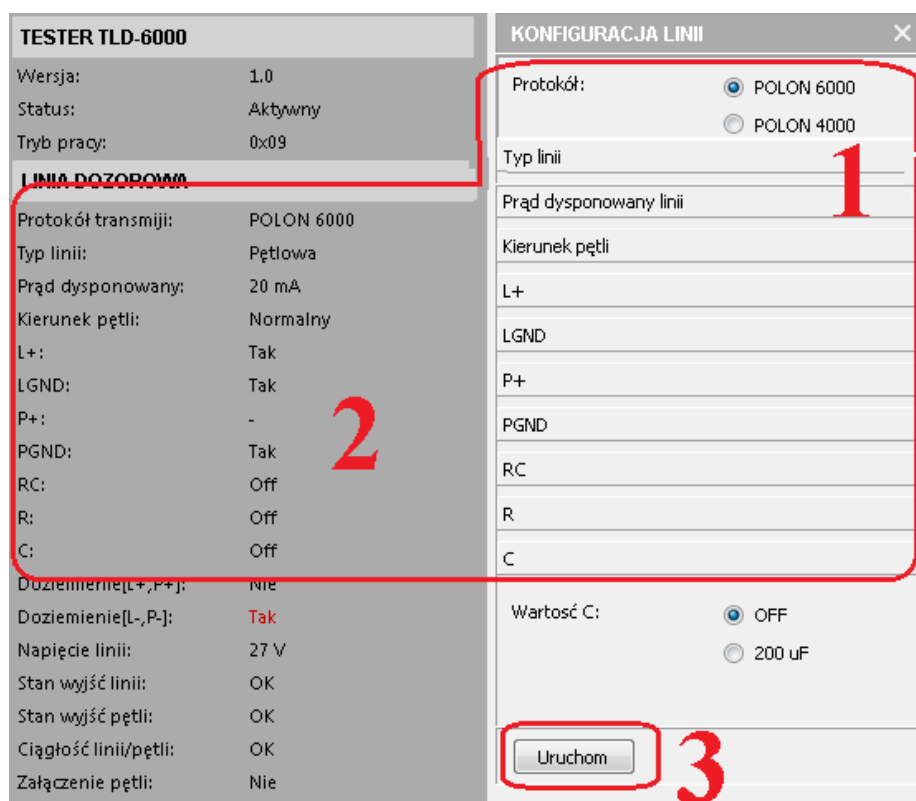 TESTER TLD-6000
Wersja: 1.0
Status: Aktywny
Tryb pracy: 0x09
LINIA DOZOROWA
Protokół transmiji: POLON 6000
Typ linii: Pętlowa
Prąd dysponowany: 20 mA
Kierunek pętli: Normalny
L+: Tak
LGND: Tak
P+: -
PGND: Tak
RC: Off
R: Off
C: Off
Doziemienie[L+,P+]: Nie
Doziemienie[L-,P-]: Tak
Napięcie linii: 27 V
Stan wyjść linii: OK
Stan wyjść pętli: OK
Ciągłość linii/pętli: OK
Załączenie pętli: Nie
2
KONFIGURACJA LINII
Protokół: POLON 6000
POLON 4000
1
Typ linii
Prąd dysponowany linii
Kierunek pętli
L+
LGND
P+
PGND
RC
R
C
Wartosć C: OFF
200 uF
Uruchom
3